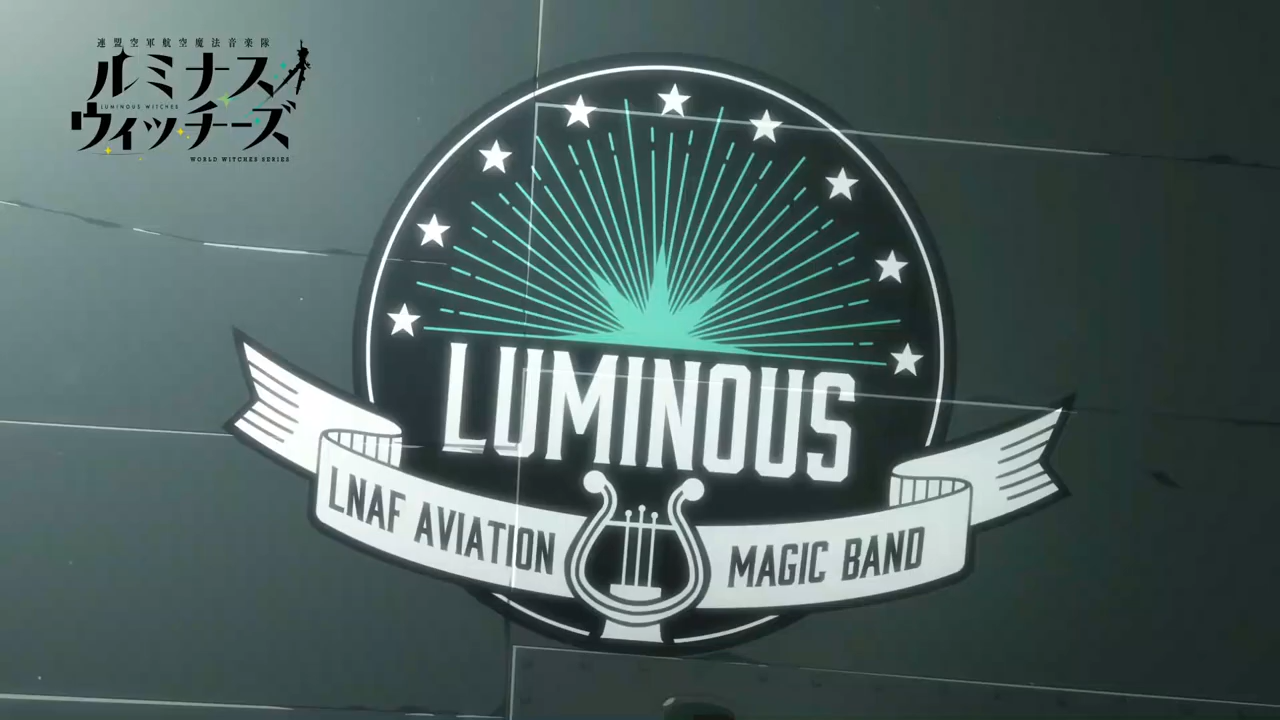 連盟空軍航空魔法音楽隊
ルミナス
LUMINOUS WITCHES
ウィッチーズ
WORLD WITCHES SERIES
LUMINOUS
LNAF AVIATION MAGIC BAND